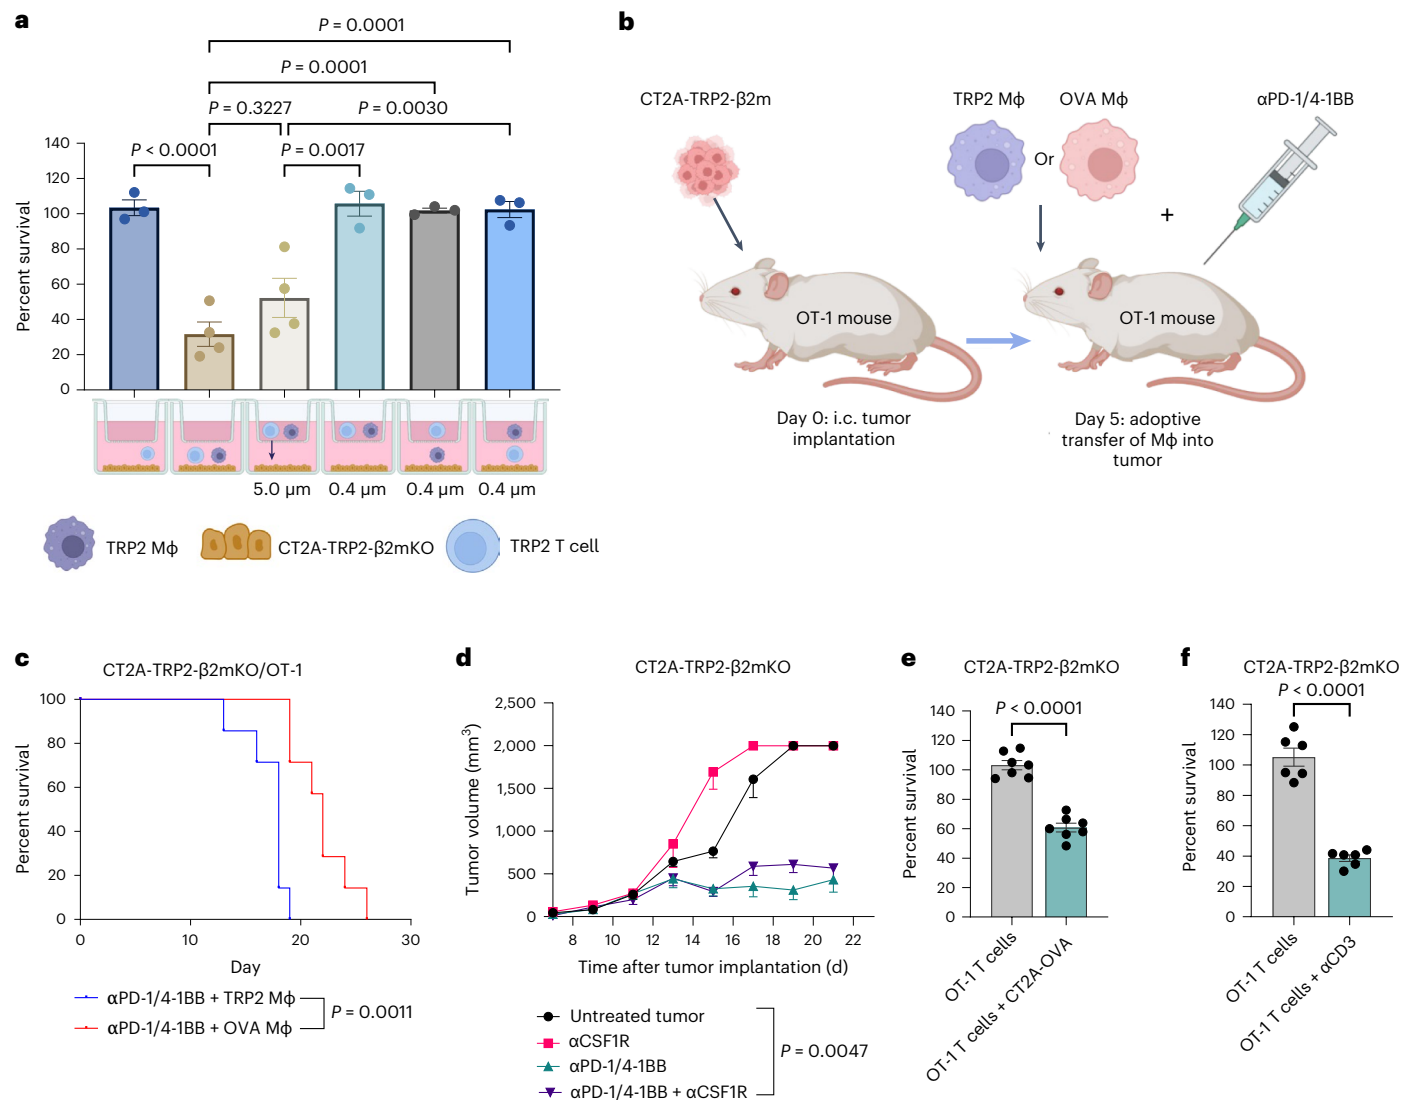 a
P = 0.0001
P = 0.0001
P = 0.3227
P = 0.0030
P < 0.0001
P = 0.0017
Percent survival
140
120
100
80
60
40
20
0
5.0 µm
0.4 µm
0.4 µm
0.4 µm
TRP2 Mϕ
CT2A-TRP2-β2mKO
TRP2 T cell
b
CT2A-TRP2-β2m
TRP2 Mϕ
OVA Mϕ
αPD-1/4-1BB
Or
+
OT-1 mouse
OT-1 mouse
Day 0: i.c. tumor
implantation
Day 5: adoptive
transfer of Mϕ into
tumor
c
CT2A-TRP2-β2mKO/OT-1
Percent survival
100
80
60
40
20
0
0
10
20
30
Day
αPD-1/4-1BB + TRP2 Mϕ
αPD-1/4-1BB + OVA Mϕ
P = 0.0011
d
CT2A-TRP2-β2mKO
Tumor volume (mm³)
2,500
2,000
1,500
1,000
500
0
8
10
12
14
16
18
20
22
Time after tumor implantation (d)
Untreated tumor
αCSF1R
αPD-1/4-1BB
αPD-1/4-1BB + αCSF1R
P = 0.0047
e
CT2A-TRP2-β2mKO
P < 0.0001
Percent survival
140
120
100
80
60
40
20
0
OT-1 T cells
OT-1 T cells + CT2A-OVA
f
CT2A-TRP2-β2mKO
P < 0.0001
Percent survival
140
120
100
80
60
40
20
0
OT-1 T cells
OT-1 T cells + αCD3